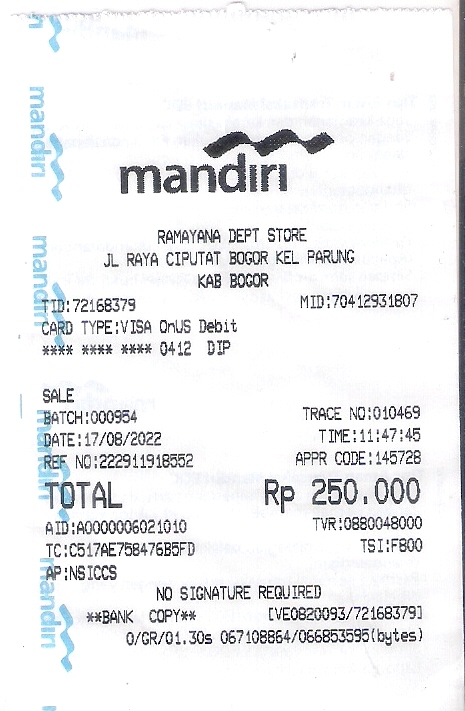 mandiri
RAMAYANA DEPT STORE
JL RAYA CIPUTAT BOGOR KEL PARUNG
KAB BOGOR
TID:72168379 MID:70412931807
CARD TYPE:VISA OnUS Debit
**** **** **** 0412 DIP
SALE
BATCH:000954 TRACE NO:010469
DATE:17/08/2022 TIME:11:47:45
REF NO:222911918552 APPR CODE:145728
TOTAL Rp 250.000
AID:A0000006021010 TVR:0880048000
TC:C517AE758476B5FD TSI:F800
AP:NSICCS
NO SIGNATURE REQUIRED
**BANK COPY** [VE0820093/72168379]
0/GR/01.30s 067108864/066853595(bytes)
mandiri
mandiri
mandiri
mandiri